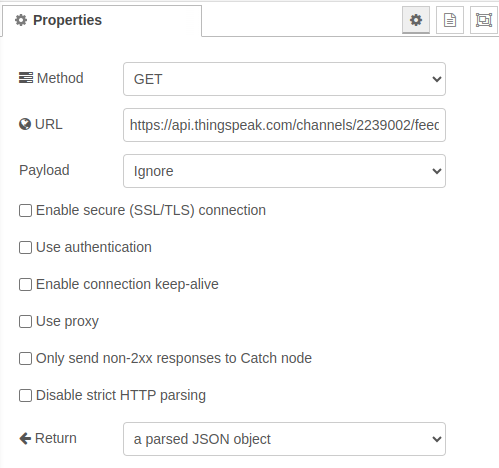 Properties
Method GET
URL https://api.thingspeak.com/channels/2239002/feed
Payload Ignore
Enable secure (SSL/TLS) connection
Use authentication
Enable connection keep-alive
Use proxy
Only send non-2xx responses to Catch node
Disable strict HTTP parsing
Return a parsed JSON object